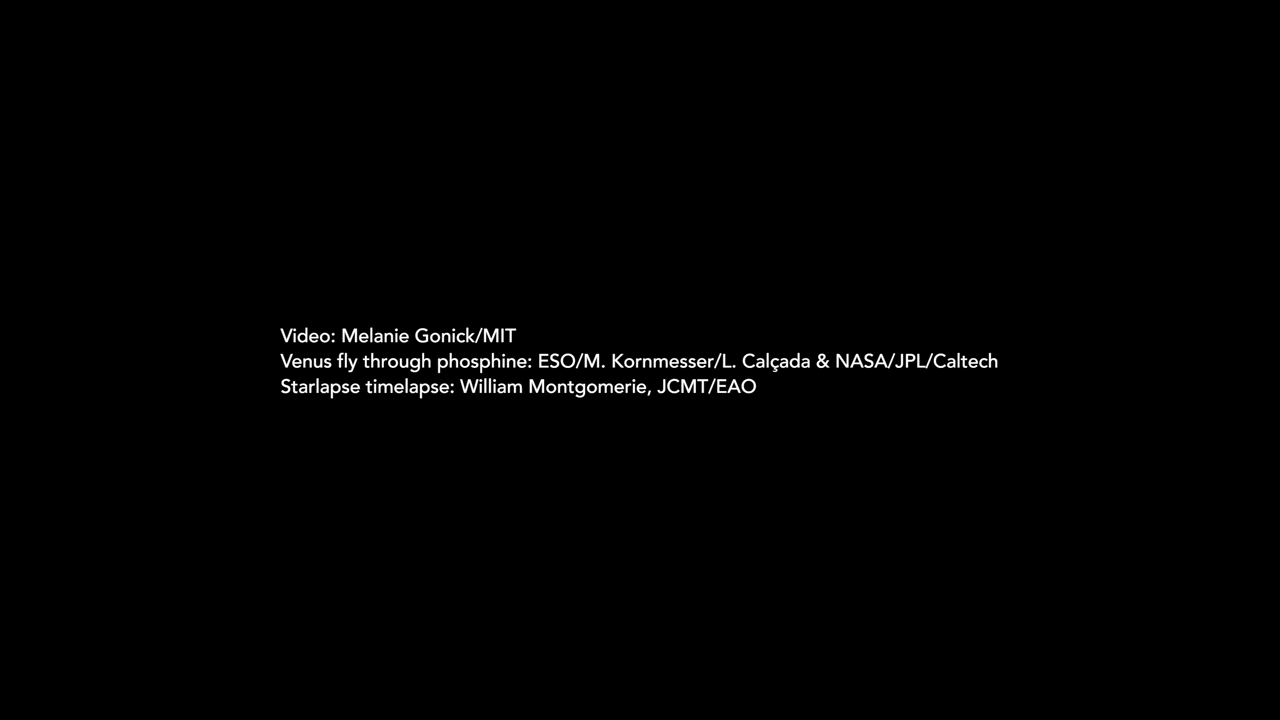 Video: Melanie Gonick/MIT
Venus fly through phosphine: ESO/M. Kornmesser/L. Calçada & NASA/JPL/Caltech
Starlapse timelapse: William Montgomerie, JCMT/EAO